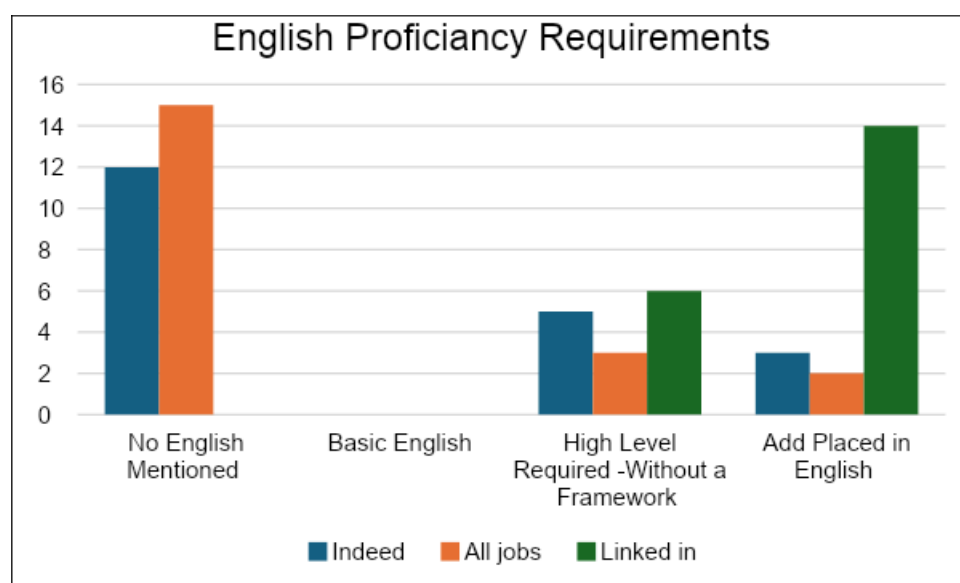 English Proficiancy Requirements
16
14
12
10
8
6
4
2
0
No English
Mentioned
Basic English
High Level
Required -Without a
Framework
Add Placed in
English
Indeed
All jobs
Linked in